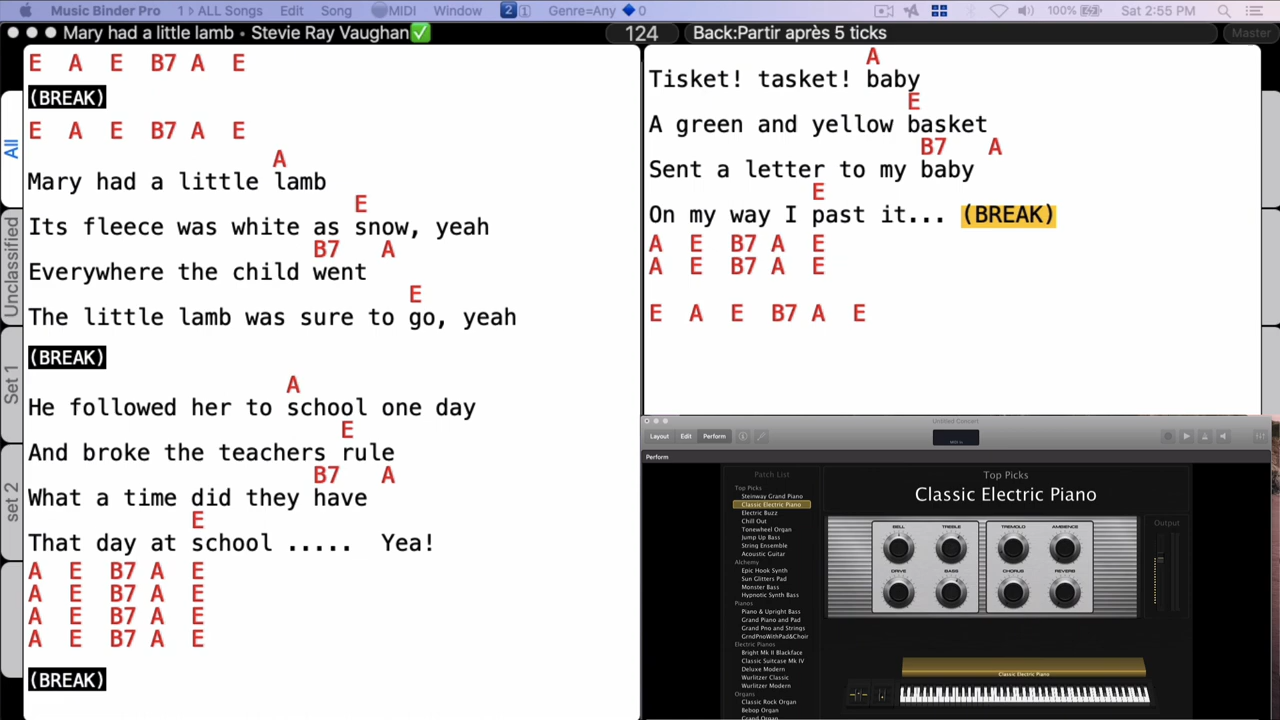 Music Binder Pro 1 > ALL Songs Edit Song MIDI Window 2 1 Genre=Any 0 100% Sat 2:55 PM
Mary had a little lamb • Stevie Ray Vaughan 124 Back:Partir après 5 ticks Master
All
Unclassified
Set 1
set 2
E A E B7 A E
(BREAK)
E A E B7 A E
A
Mary had a little lamb
E
Its fleece was white as snow, yeah
B7 A
Everywhere the child went
E
The little lamb was sure to go, yeah
(BREAK)
A
He followed her to school one day
E
And broke the teachers rule
B7 A
What a time did they have
E
That day at school ..... Yea!
A E B7 A E
A E B7 A E
A E B7 A E
A E B7 A E
(BREAK)
A
Tisket! tasket! baby
E
A green and yellow basket
B7 A
Sent a letter to my baby
E
On my way I past it... (BREAK)
A E B7 A E
A E B7 A E
E A E B7 A E
Untitled Concert
Layout Edit Perform
Perform
Patch List
Top Picks
Steinway Grand Piano
Classic Electric Piano
Electric Buzz
Chill Out
Tonewheel Organ
Jump Up Bass
String Ensemble
Acoustic Guitar
Alchemy
Epic Hook Synth
Sun Glitters Pad
Monster Bass
Hypnotic Synth Bass
Pianos
Piano & Upright Bass
Grand Piano and Pad
Grand Pno and Strings
GrndPnoWithPad&Choir
Electric Pianos
Bright Mk II Blackface
Classic Suitcase Mk IV
Deluxe Modern
Wurlitzer Classic
Wurlitzer Modern
Organs
Classic Rock Organ
Bebop Organ
Grand Organ
Top Picks
Classic Electric Piano
BELL TREBLE TREMOLO AMBIENCE
DRIVE BASS CHORUS REVERB
Output
Classic Electric Piano